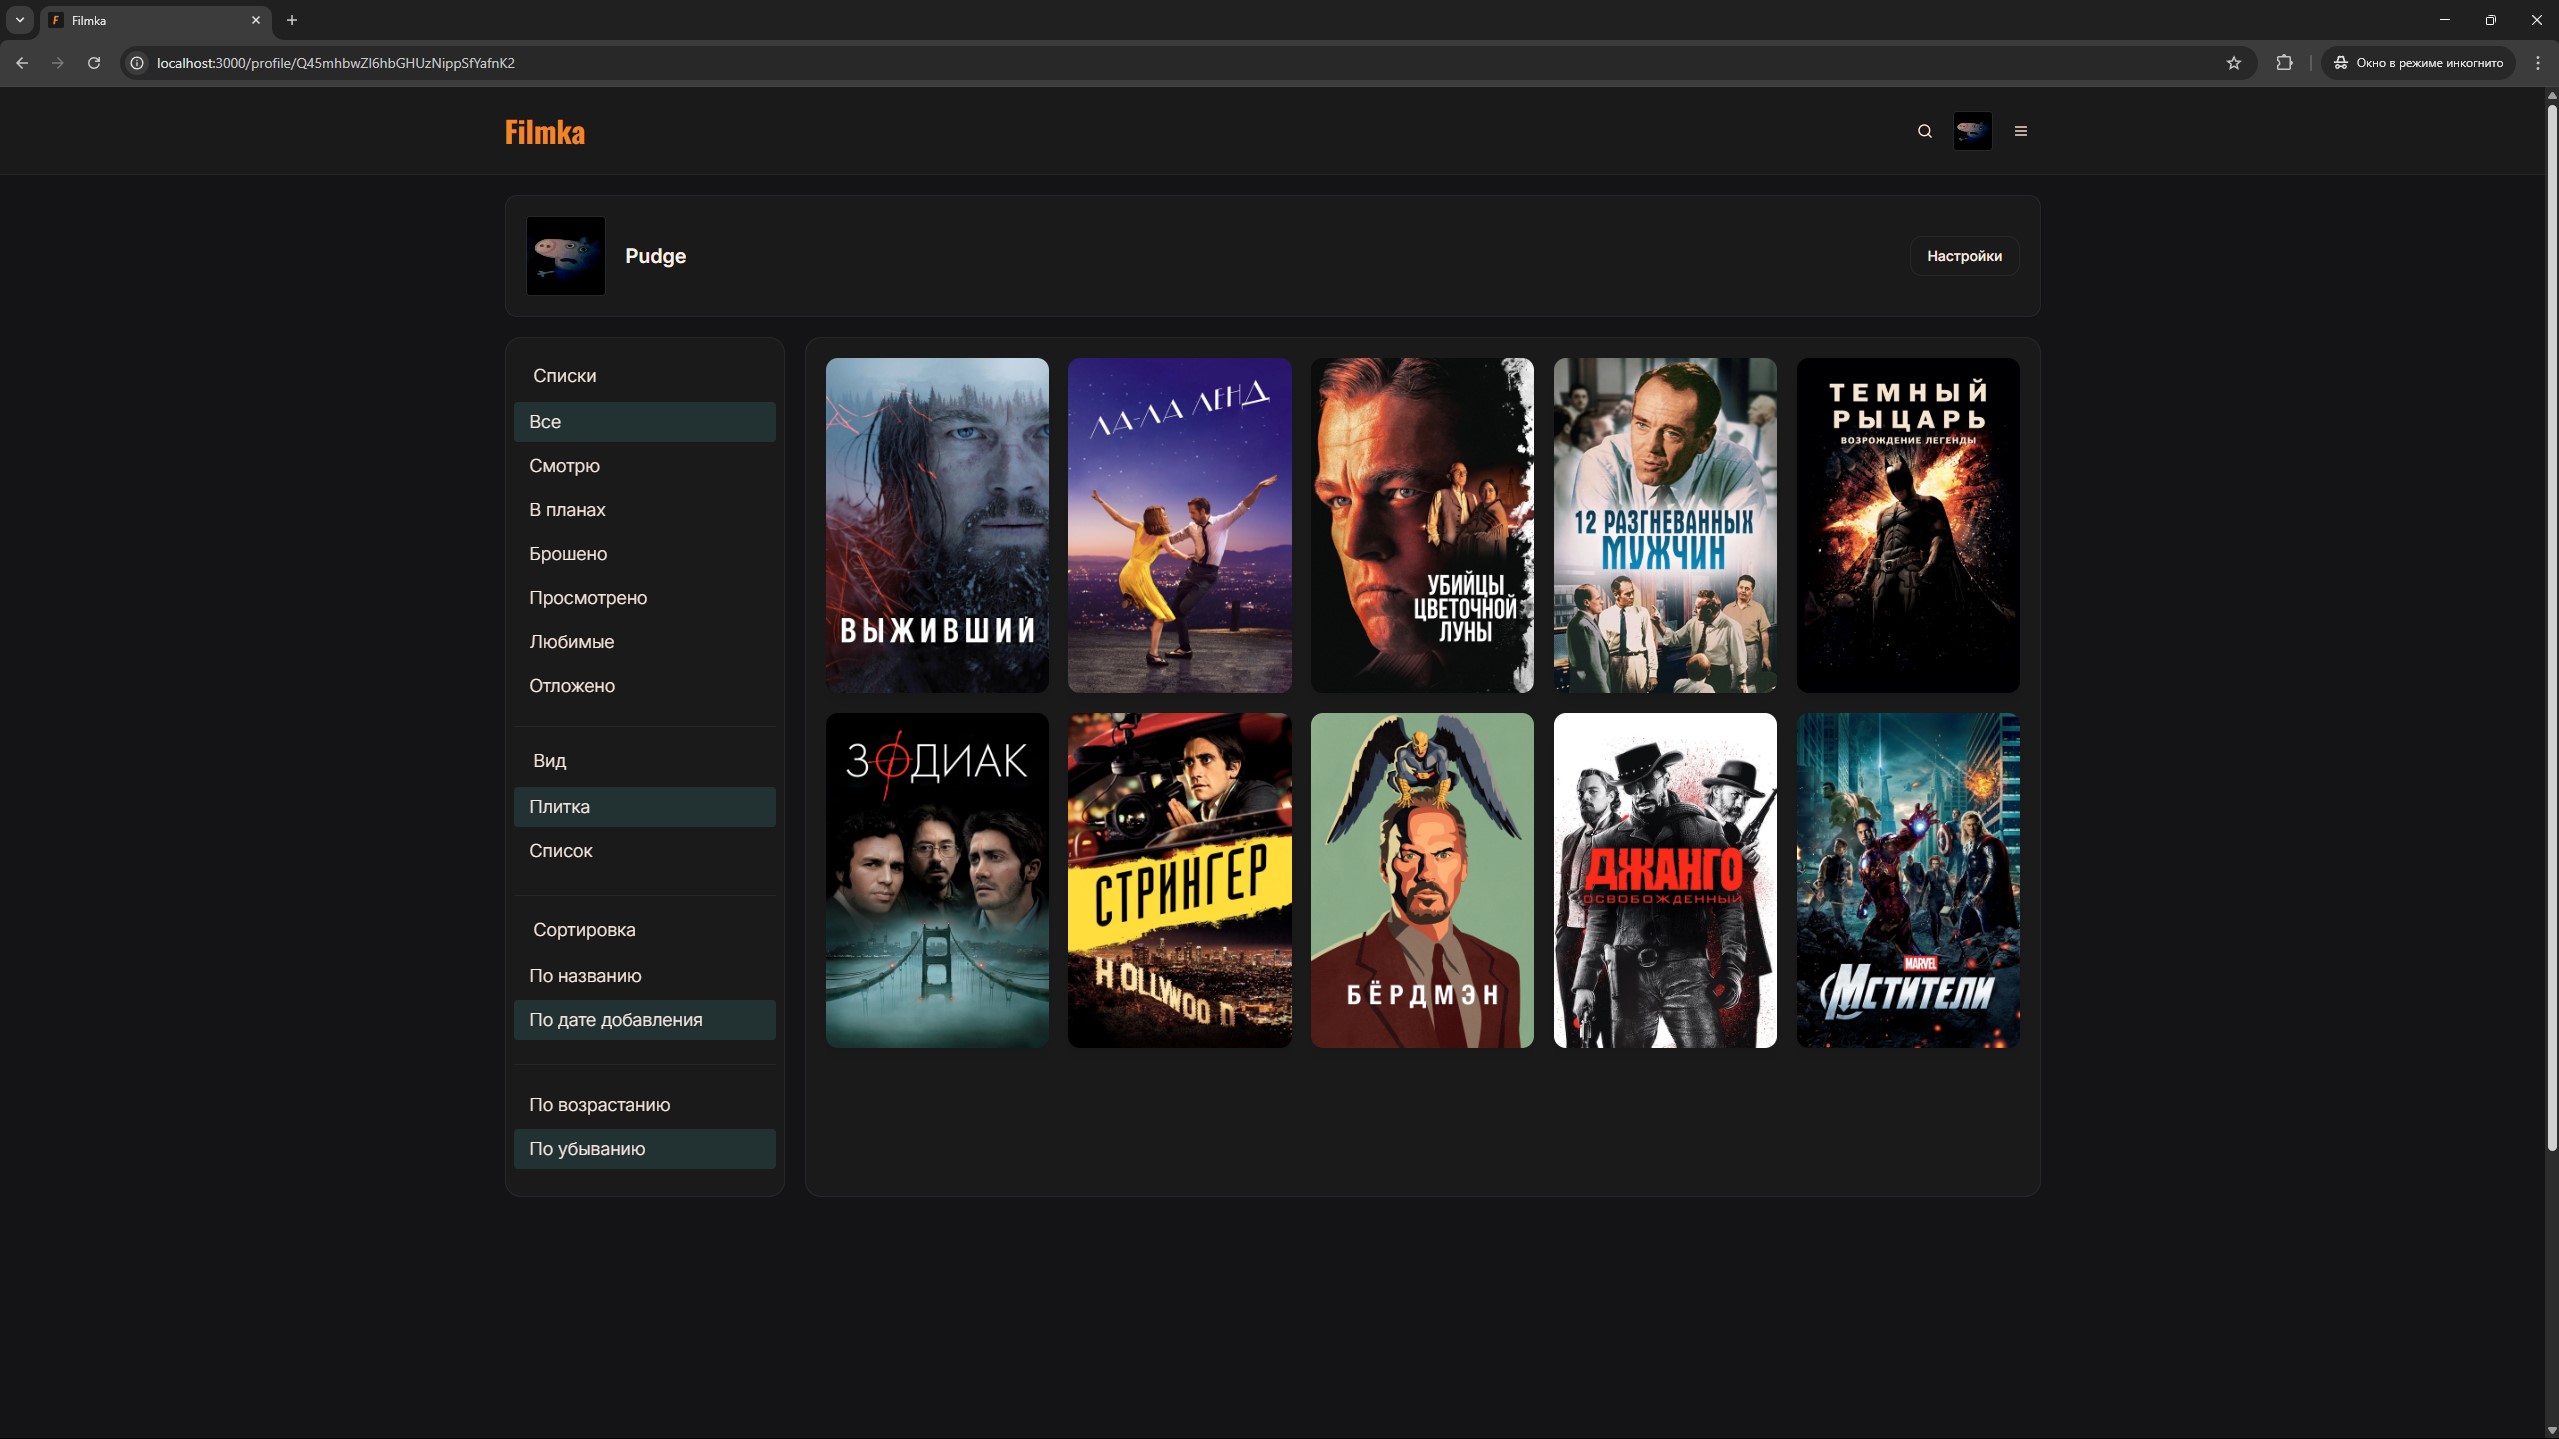 Filmka
localhost:3000/profile/Q45mhbwZl6hbGHUzNippSfYafnK2
Окно в режиме инкогнито
Filmka
Pudge
Настройки
Списки
Все
Смотрю
В планах
Брошено
Просмотрено
Любимые
Отложено
Вид
Плитка
Список
Сортировка
По названию
По дате добавления
По возрастанию
По убыванию
ВЫЖИВШИЙ
ЛА-ЛА ЛЕНД
УБИЙЦЫ
ЦВЕТОЧНОЙ
ЛУНЫ
12 РАЗГНЕВАННЫХ
МУЖЧИН
ТЕМНЫЙ
РЫЦАРЬ
ВОЗРОЖДЕНИЕ ЛЕГЕНДЫ
ЗОДИАК
СТРИНГЕР
HOLLYWOOD
БЁРДМЭН
ДЖАНГО
ОСВОБОЖДЕННЫЙ
MARVEL
МСТИТЕЛИ